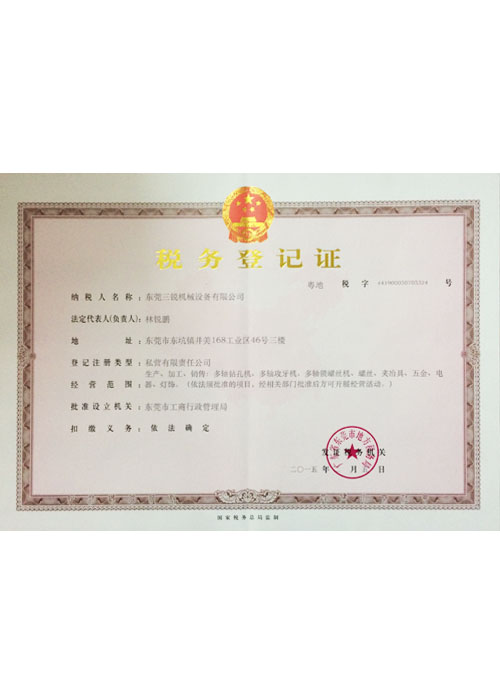 税务登记证
粤地 税 字 号
纳税人名称：东莞三锐机械设备有限公司
法定代表人(负责人)：林锐鹏
地 址：东莞市东坑镇井美168工业区46号三楼
登记注册类型：私营有限责任公司
经营范围：生产、加工、销售：多轴钻孔机、多轴攻牙机、多轴锁螺丝机、螺丝、夹治具、五金、电
器、灯饰。（依法须批准的项目，经相关部门批准后方可开展经营活动。）
批准设立机关：东莞市工商行政管理局
扣缴义务：依法确定
发证税务机关
二〇一五年 月 日
国家税务总局监制